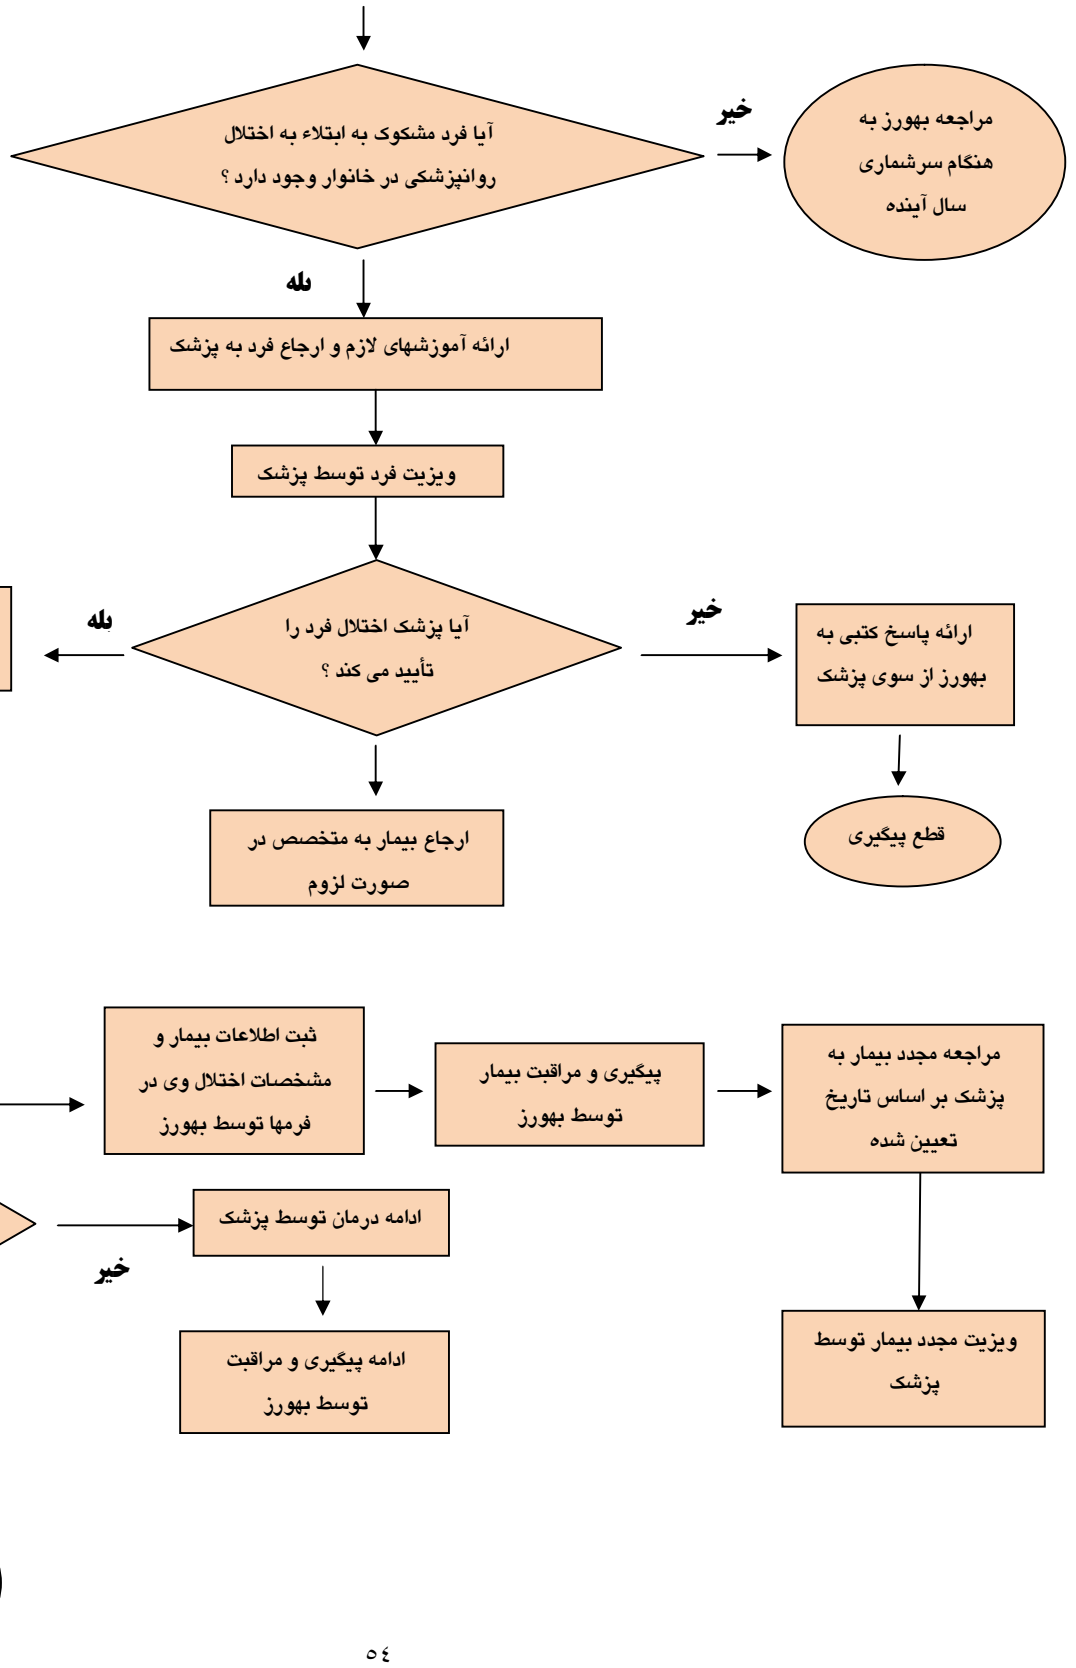 آیا فرد مشکوک به ابتلاء به اختلال
روانپزشکی در خانوار وجود دارد ؟
خیر
مراجعه بهورز به
هنگام سرشماری
سال آینده
بله
ارائه آموزشهای لازم و ارجاع فرد به پزشک
ویزیت فرد توسط پزشک
آیا پزشک اختلال فرد را
تأیید می کند ؟
خیر
ارائه پاسخ کتبی به
بهورز از سوی پزشک
قطع پیگیری
بله
ارجاع بیمار به متخصص در
صورت لزوم
ثبت اطلاعات بیمار و
مشخصات اختلال وی در
فرمها توسط بهورز
پیگیری و مراقبت بیمار
توسط بهورز
مراجعه مجدد بیمار به
پزشک بر اساس تاریخ
تعیین شده
ویزیت مجدد بیمار توسط
پزشک
خیر
ادامه درمان توسط پزشک
ادامه پیگیری و مراقبت
توسط بهورز
٥٤